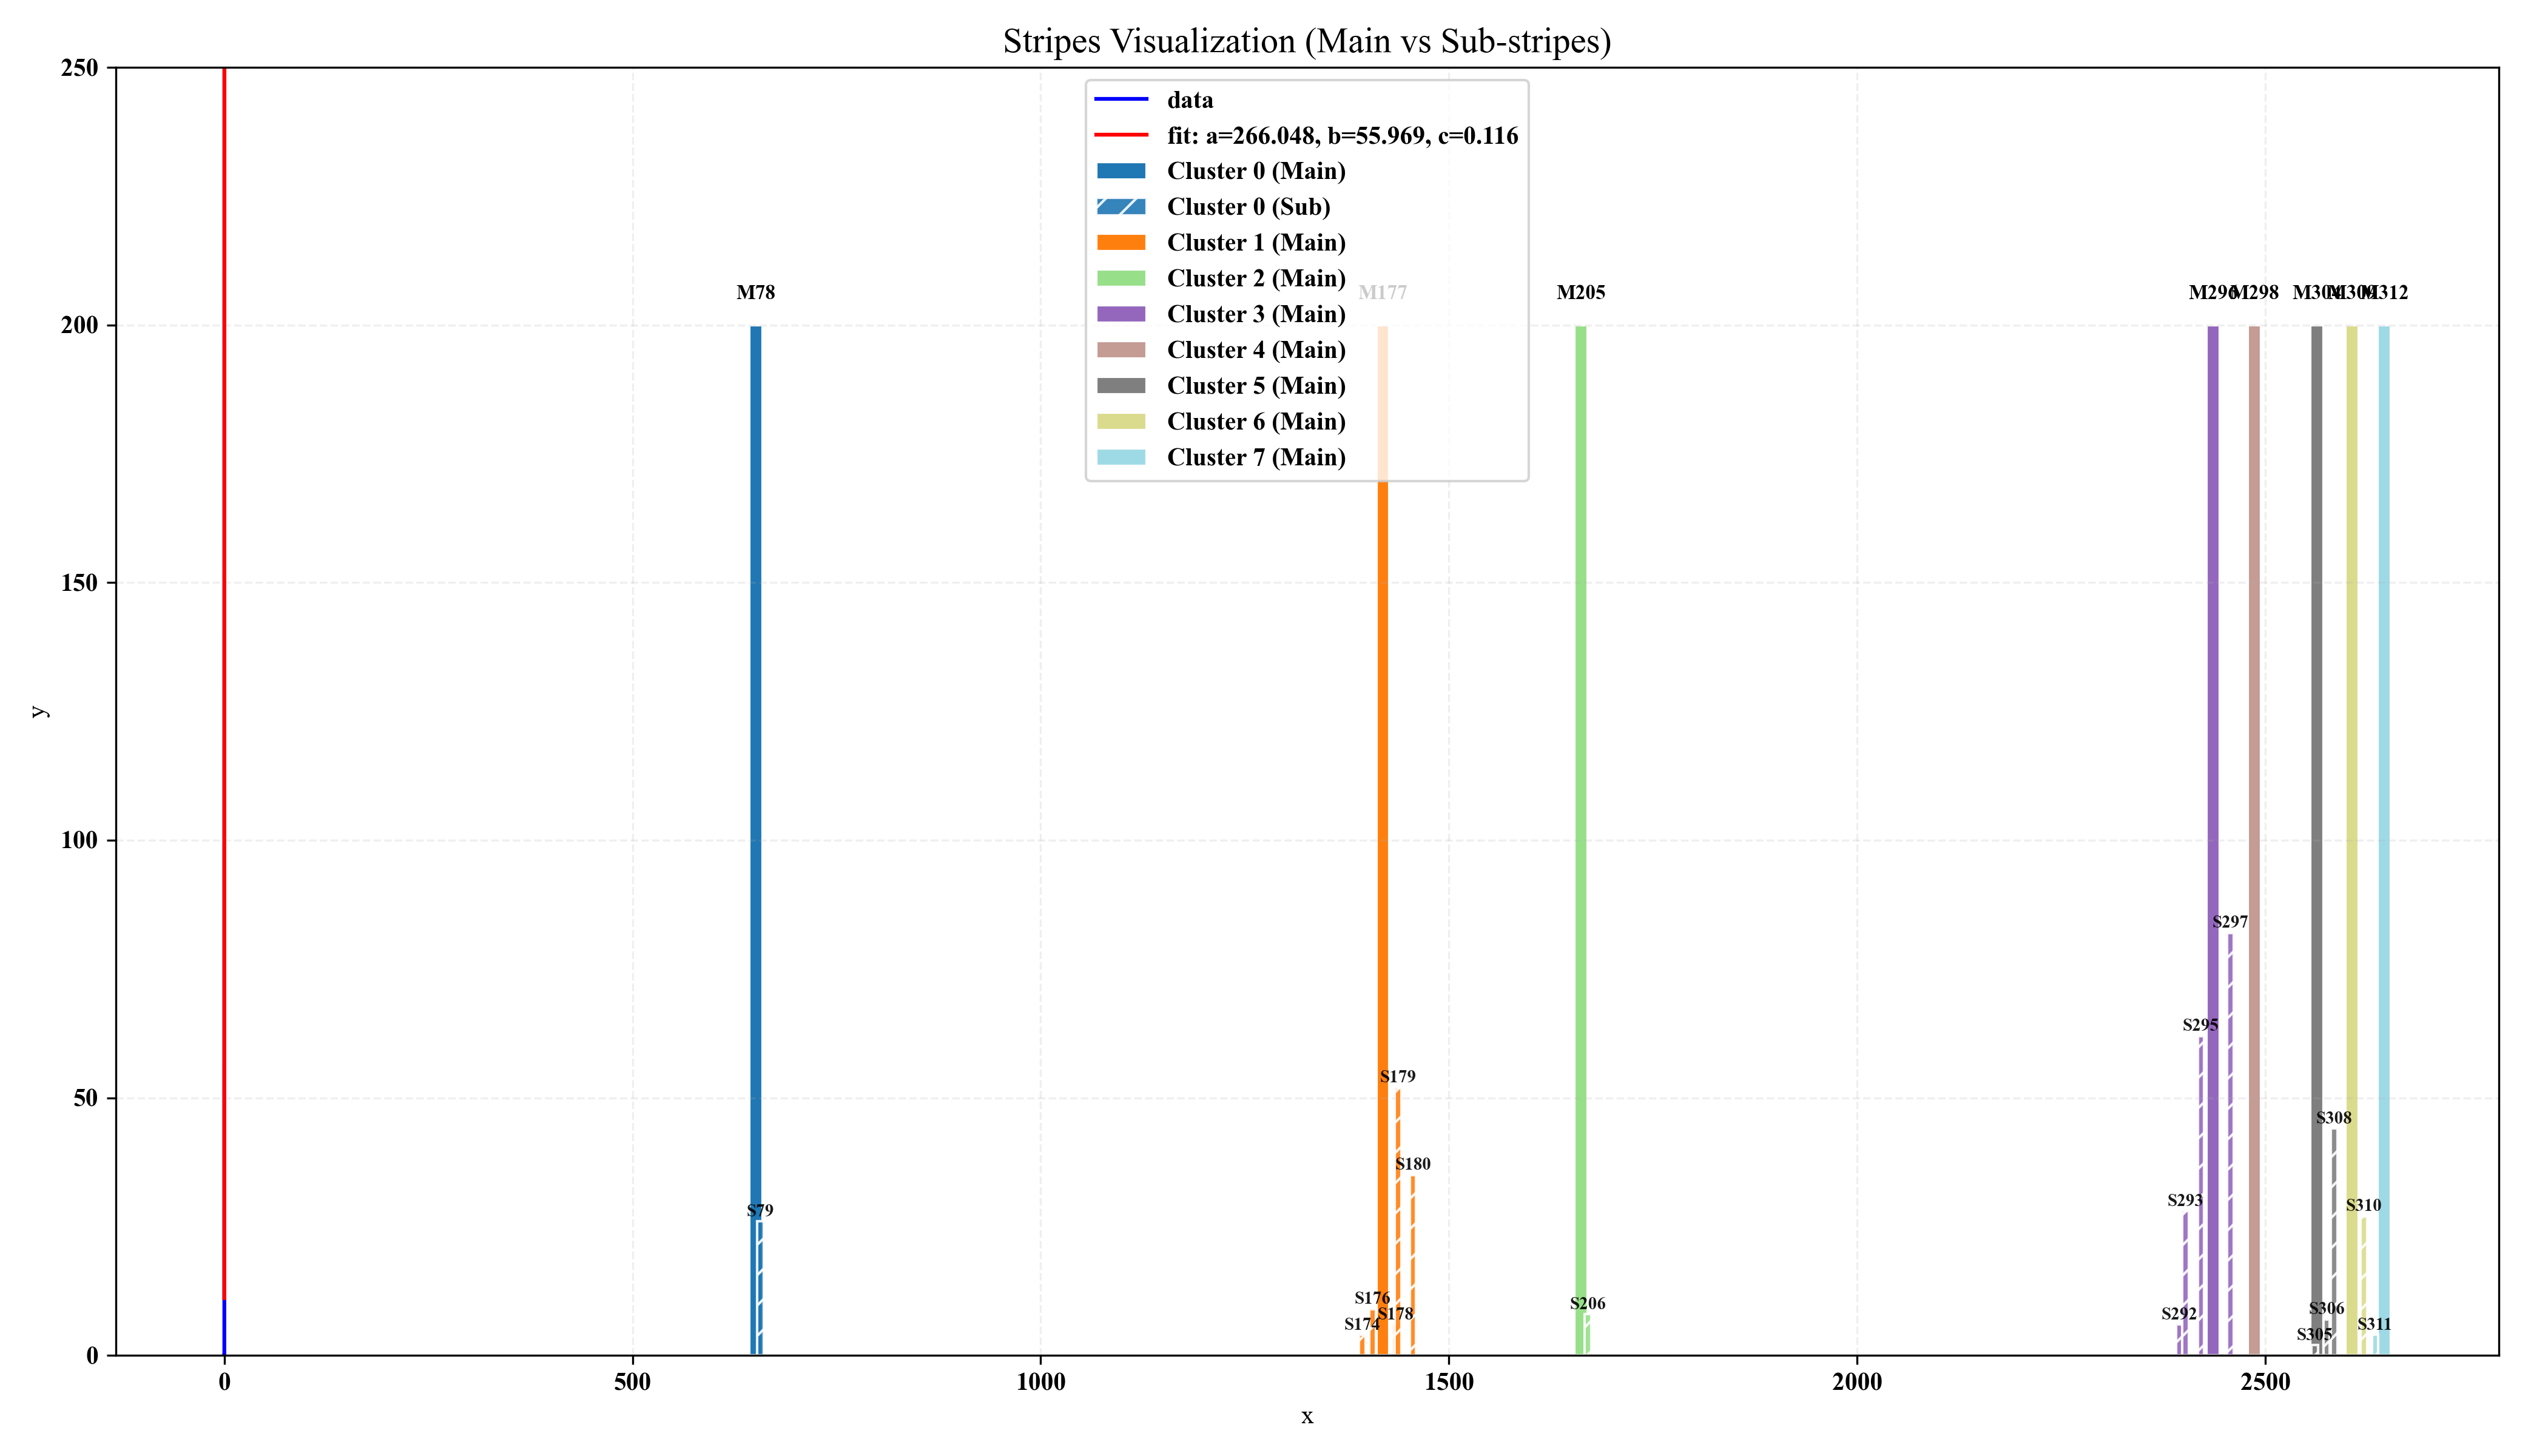 Stripes Visualization (Main vs Sub-stripes)
250
200
150
100
50
0
y
data
fit: a=266.048, b=55.969, c=0.116
Cluster 0 (Main)
Cluster 0 (Sub)
Cluster 1 (Main)
Cluster 2 (Main)
Cluster 3 (Main)
Cluster 4 (Main)
Cluster 5 (Main)
Cluster 6 (Main)
Cluster 7 (Main)
M78
M177
M205
M296
M298
M304
M309
M312
S297
S295
S179
S308
S180
S293
S79
S310
S176
S206
S306
S178
S292
S174
S311
S305
0
500
1000
1500
2000
2500
x